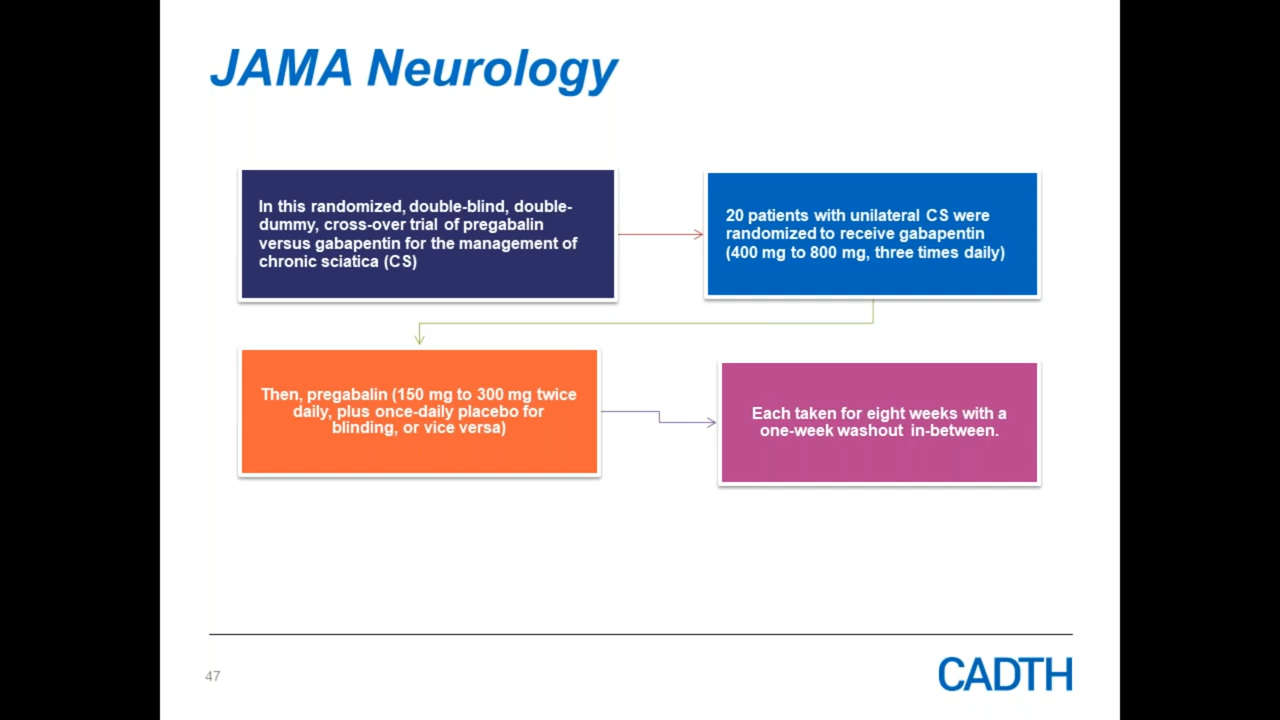 JAMA Neurology
In this randomized, double-blind, double-
dummy, cross-over trial of pregabalin
versus gabapentin for the management of
chronic sciatica (CS)
20 patients with unilateral CS were
randomized to receive gabapentin
(400 mg to 800 mg, three times daily)
Then, pregabalin (150 mg to 300 mg twice
daily, plus once-daily placebo for
blinding, or vice versa)
Each taken for eight weeks with a
one-week washout in-between.
47
CADTH